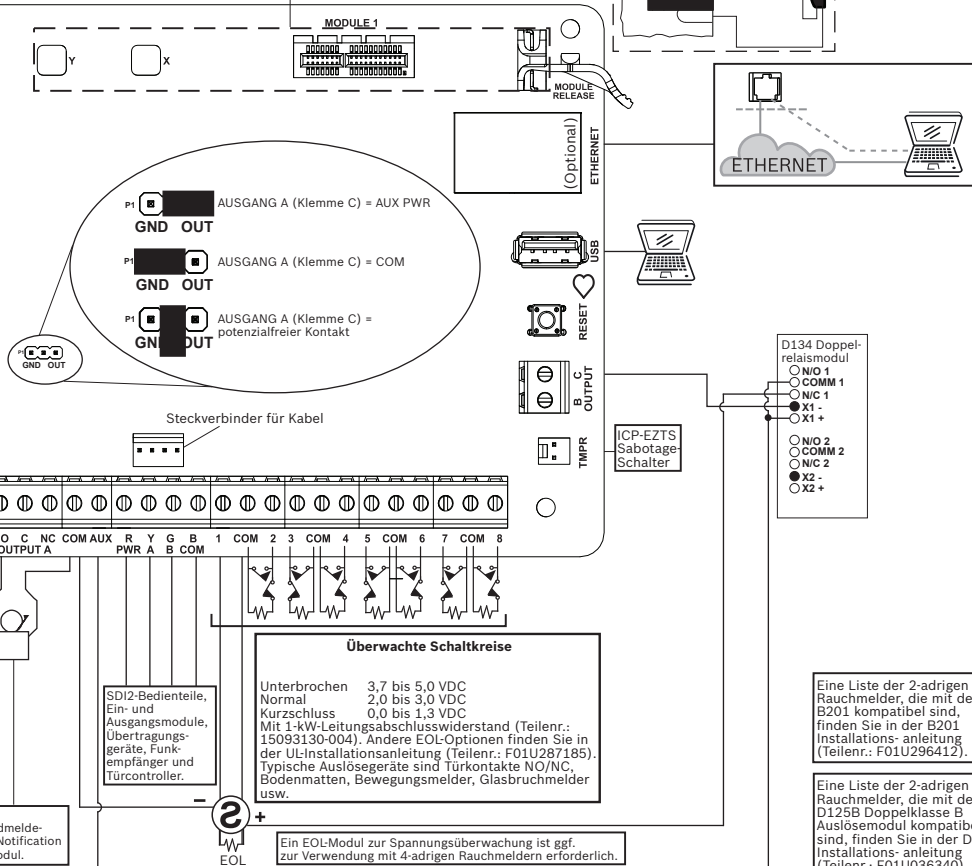 MODULE 1
Y
X
MODULE
RELEASE
(Optional)
ETHERNET
ETHERNET
P1
AUSGANG A (Klemme C) = AUX PWR
GND OUT
P1
AUSGANG A (Klemme C) = COM
GND OUT
P1
AUSGANG A (Klemme C) =
potenzialfreier Kontakt
OUT
USB
RESET
P1
GND OUT
C
B
OUTPUT
D134 Doppel-
relaismodul
N/O 1
COMM 1
N/C 1
X1 -
X1 +
N/O 2
COMM 2
N/C 2
X2 -
X2 +
Steckverbinder für Kabel
TMPR
ICP-EZTS
Sabotage-
Schalter
O C NC COM AUX R Y G B 1 COM 2 3 COM 4 5 COM 6 7 COM 8
OUTPUT A PWR A B COM
Überwachte Schaltkreise
Unterbrochen 3,7 bis 5,0 VDC
Normal 2,0 bis 3,0 VDC
Kurzschluss 0,0 bis 1,3 VDC
Mit 1-kW-Leitungsabschlusswiderstand (Teilenr.:
15093130-004). Andere EOL-Optionen finden Sie in
der UL-Installationsanleitung (Teilenr.: F01U287185).
Typische Auslösegeräte sind Türkontakte NO/NC,
Bodenmatten, Bewegungsmelder, Glasbruchmelder
usw.
SDI2-Bedienteile,
Ein- und
Ausgangsmodule,
Übertragungs-
geräte, Funk-
empfänger und
Türcontroller.
Eine Liste der 2-adrigen
Rauchmelder, die mit de
B201 kompatibel sind,
finden Sie in der B201
Installations- anleitung
(Teilenr.: F01U296412).
Eine Liste der 2-adrigen
Rauchmelder, die mit de
D125B Doppelklasse B
Auslösemodul kompatibe
sind, finden Sie in der D
Installations- anleitung
(Teilenr.: F01U036340)
dmelde-
Notification
odul.
–
+
EOL
Ein EOL-Modul zur Spannungsüberwachung ist ggf.
zur Verwendung mit 4-adrigen Rauchmeldern erforderlich.